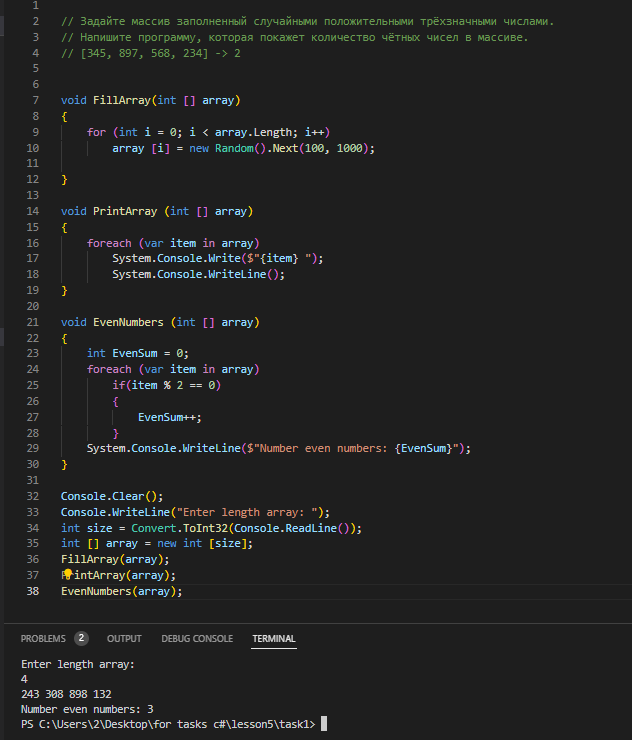 1
2 // Задайте массив заполненный случайными положительными трёхзначными числами.
3 // Напишите программу, которая покажет количество чётных чисел в массиве.
4 // [345, 897, 568, 234] -> 2
5
6
7 void FillArray(int [] array)
8 {
9 for (int i = 0; i < array.Length; i++)
10 array [i] = new Random().Next(100, 1000);
11
12 }
13
14 void PrintArray (int [] array)
15 {
16 foreach (var item in array)
17 System.Console.Write($"{item} ");
18 System.Console.WriteLine();
19 }
20
21 void EvenNumbers (int [] array)
22 {
23 int EvenSum = 0;
24 foreach (var item in array)
25 if(item % 2 == 0)
26 {
27 EvenSum++;
28 }
29 System.Console.WriteLine($"Number even numbers: {EvenSum}");
30 }
31
32 Console.Clear();
33 Console.WriteLine("Enter length array: ");
34 int size = Convert.ToInt32(Console.ReadLine());
35 int [] array = new int [size];
36 FillArray(array);
37 PrintArray(array);
38 EvenNumbers(array);
PROBLEMS 2 OUTPUT DEBUG CONSOLE TERMINAL
Enter length array:
4
243 308 898 132
Number even numbers: 3
PS C:\Users\2\Desktop\for tasks c#\lesson5\task1>